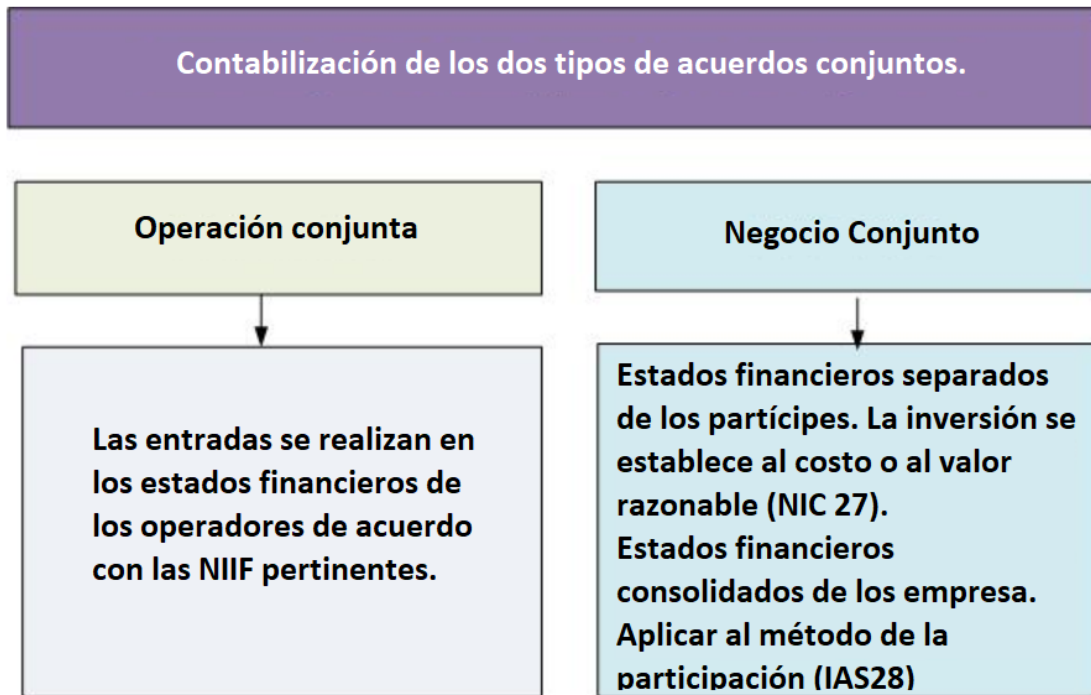 Contabilización de los dos tipos de acuerdos conjuntos.
Operación conjunta
Negocio Conjunto
Las entradas se realizan en
los estados financieros de
los operadores de acuerdo
con las NIIF pertinentes.
Estados financieros separados
de los partícipes. La inversión se
establece al costo o al valor
razonable (NIC 27).
Estados financieros
consolidados de los empresa.
Aplicar al método de la
participación (IAS28)